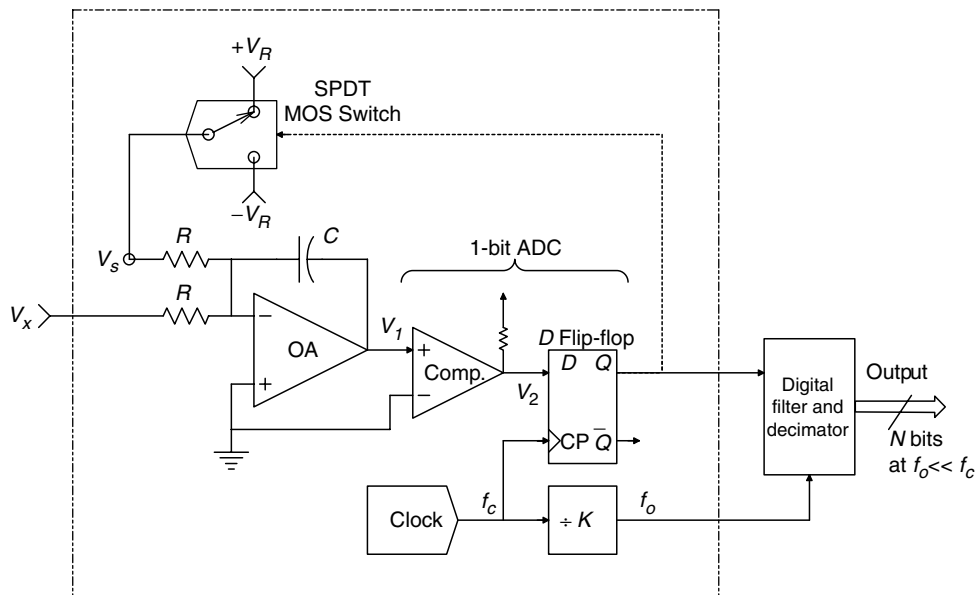 +V_R
SPDT
MOS Switch
−V_R
V_s
R
C
1-bit ADC
R
V_x
−
OA
+
V_1
+
Comp.
−
V_2
D Flip-flop
D Q
CP Q̅
Digital
filter and
decimator
Output
N bits
at f_o<< f_c
Clock
f_c
÷ K
f_o